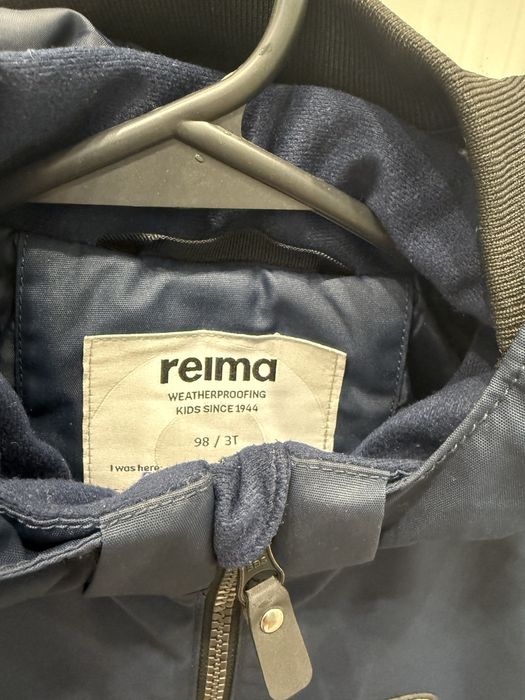 reima
WEATHERPROOFING
KIDS SINCE 1944
98 / 3T
I was here